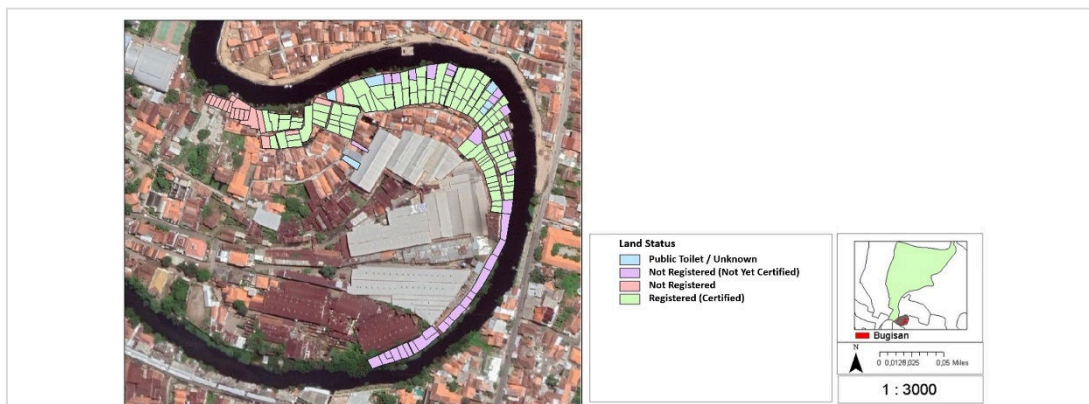 Land Status
Public Toilet / Unknown
Not Registered (Not Yet Certified)
Not Registered
Registered (Certified)
Bugisan
N
0 0,0128,025 0,05 Miles
1 : 3000